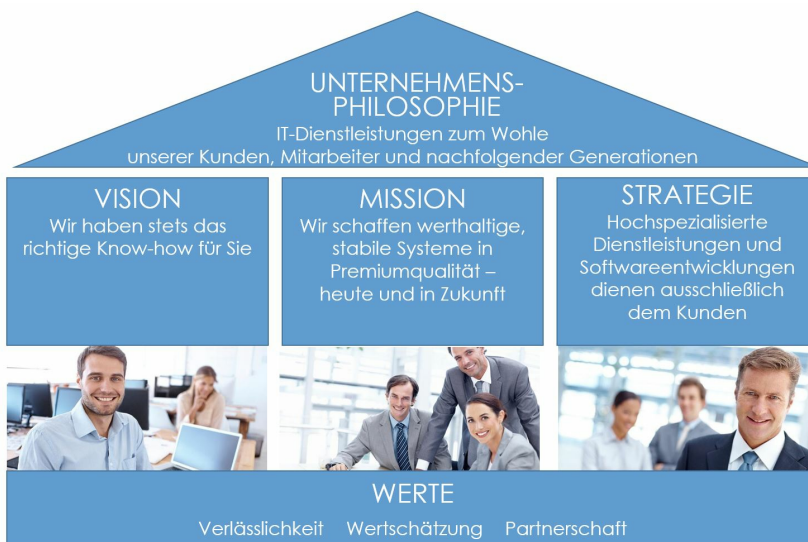 UNTERNEHMENS-
PHILOSOPHIE
IT-Dienstleistungen zum Wohle
unserer Kunden, Mitarbeiter und nachfolgender Generationen
VISION
Wir haben stets das
richtige Know-how für Sie
MISSION
Wir schaffen werthaltige,
stabile Systeme in
Premiumqualität –
heute und in Zukunft
STRATEGIE
Hochspezialisierte
Dienstleistungen und
Softwareentwicklungen
dienen ausschließlich
dem Kunden
WERTE
Verlässlichkeit Wertschätzung Partnerschaft